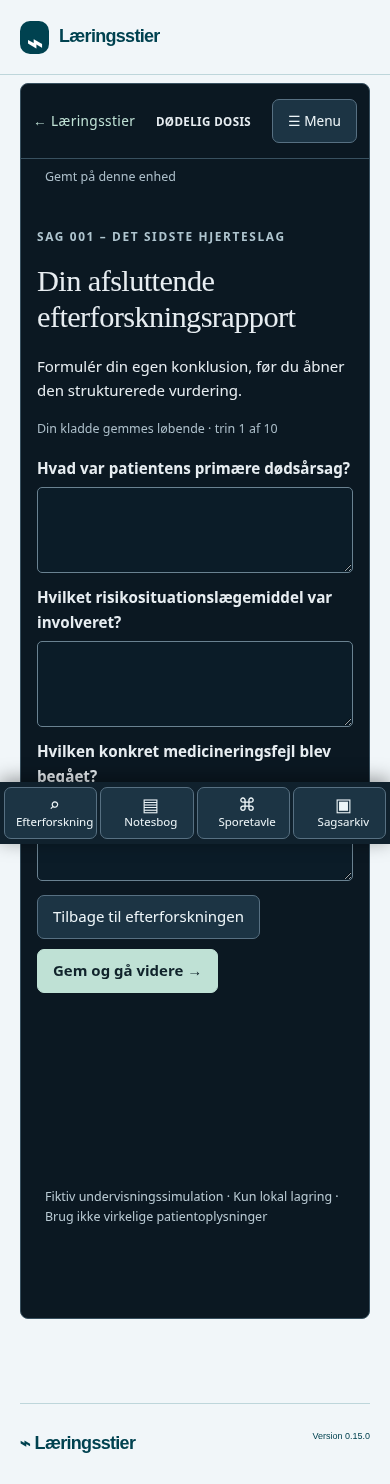 Læringsstier
← Læringsstier DØDELIG DOSIS ☰ Menu
Gemt på denne enhed
SAG 001 – DET SIDSTE HJERTESLAG
Din afsluttende
efterforskningsrapport
Formulér din egen konklusion, før du åbner
den strukturerede vurdering.
Din kladde gemmes løbende · trin 1 af 10
Hvad var patientens primære dødsårsag?
Hvilket risikosituationslægemiddel var
involveret?
Hvilken konkret medicineringsfejl blev
begået?
Efterforskning Notesbog Sporetavle Sagsarkiv
Tilbage til efterforskningen
Gem og gå videre →
Fiktiv undervisningssimulation · Kun lokal lagring ·
Brug ikke virkelige patientoplysninger
Læringsstier Version 0.15.0